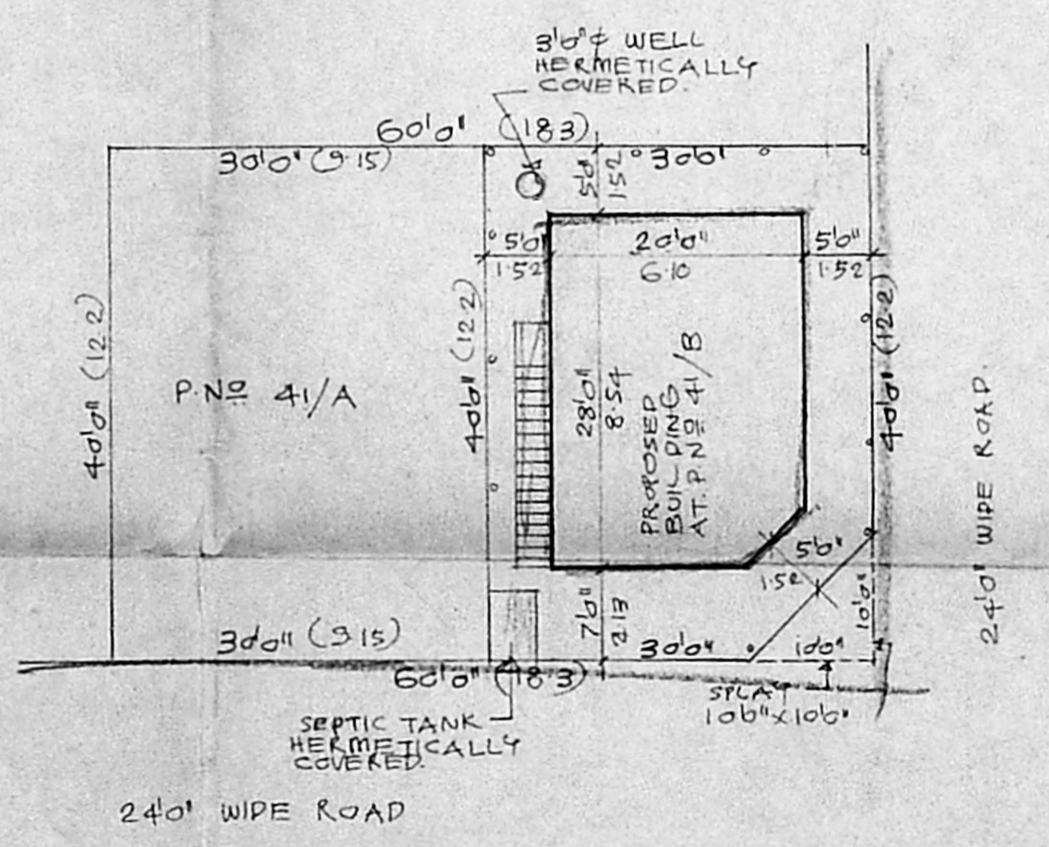 3'0"¢ WELL
HERMETICALLY
COVERED.
60'0" (18·3)
30'0" (9·15)
30'0"
5'0"
1·52
5'0"
1·52
20'0"
6·10
5'0"
1·52
40'0" (12·2)
P.Nº 41/A
40'0" (12·2)
28'0"
8·54
PROPOSED
BUILDING
AT. P.Nº 41/B
40'0" (12·2)
24'0" WIDE ROAD.
5'0"
1·52
10'0"
7'0"
2·13
30'0" (9·15)
30'0"
10'0"
60'0" (18·3)
SPLAY
10'0"X10'0"
SEPTIC TANK
HERMETICALLY
COVERED.
24'0" WIDE ROAD